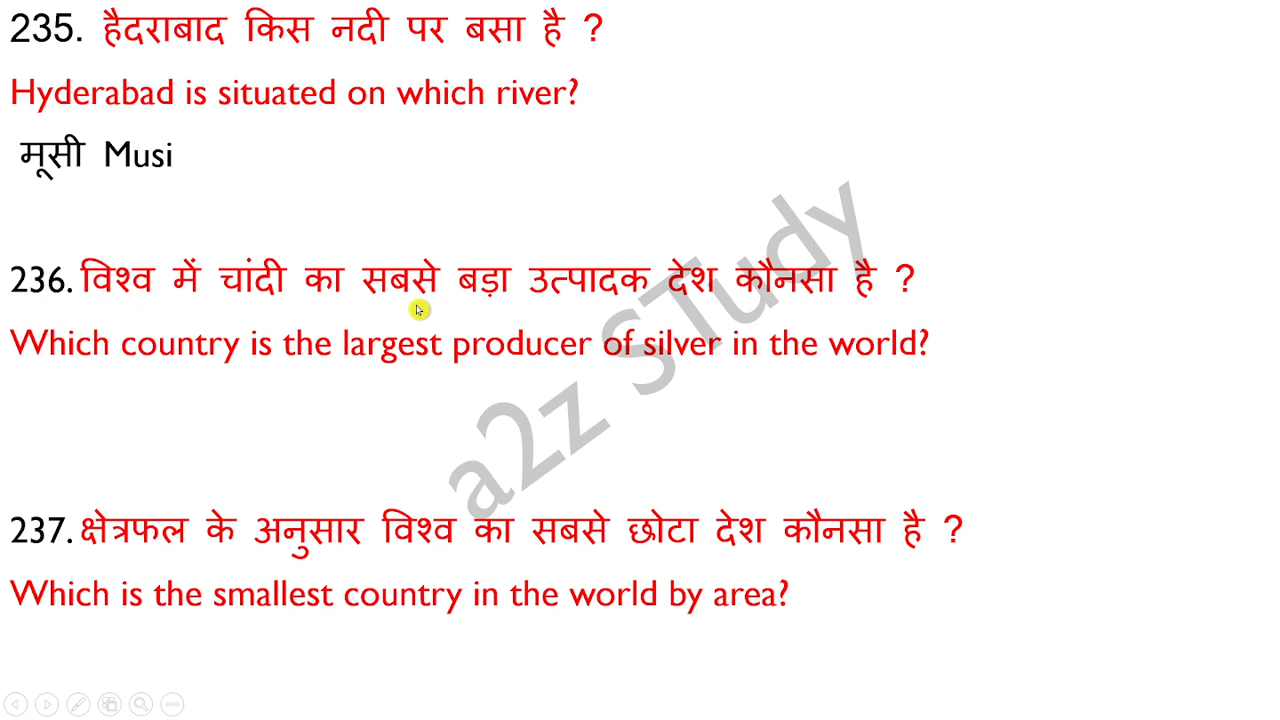 235. हैदराबाद किस नदी पर बसा है ?
Hyderabad is situated on which river?
मूसी Musi
236. विश्व में चांदी का सबसे बड़ा उत्पादक देश कौनसा है ?
Which country is the largest producer of silver in the world?
a2z STudy
237. क्षेत्रफल के अनुसार विश्व का सबसे छोटा देश कौनसा है ?
Which is the smallest country in the world by area?